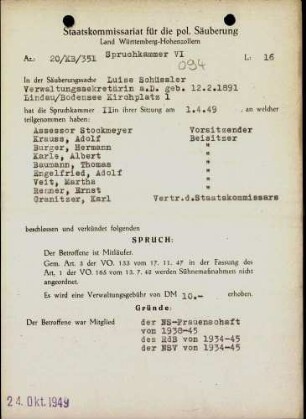 Staatskommissariat für die pol. Säuberung
Land Württemberg-Hohenzollern
Spruchkammer VI
Az. 20/KB/351
L: 16
094
In der Säuberungssache Luise Schüssler
Verwaltungssekretärin a.D. geb. 12.2.1891
Lindau/Bodensee Kirchplatz 1
hat die Spruchkammer II in ihrer Sitzung am 1.4.49 , an welcher
teilgenommen haben:
Assessor Stockmeyer Vorsitzender
Krauss, Adolf Beisitzer
Burger, Hermann "
Karle, Albert "
Baumann, Thomas "
Engelfried, Adolf "
Veit, Martha "
Renner, Ernst "
Granitzer, Karl Vertr.d.Staatskommissars
beschlossen und verkündet folgenden
SPRUCH:
Der Betroffene ist Mitläufer.
Gem. Art. 3 der VO. 133 vom 17. 11. 47 in der Fassung des
Art. 1 der VO. 165 vom 13. 7. 48 werden Sühnemaßnahmen nicht
angeordnet.
Es wird eine Verwaltungsgebühr von DM 10.- erhoben.
Gründe:
Der Betroffene war Mitglied der NS-Frauenschaft
von 1938-45
des RdB von 1934-45
der NSV von 1934-45
24. Okt. 1949